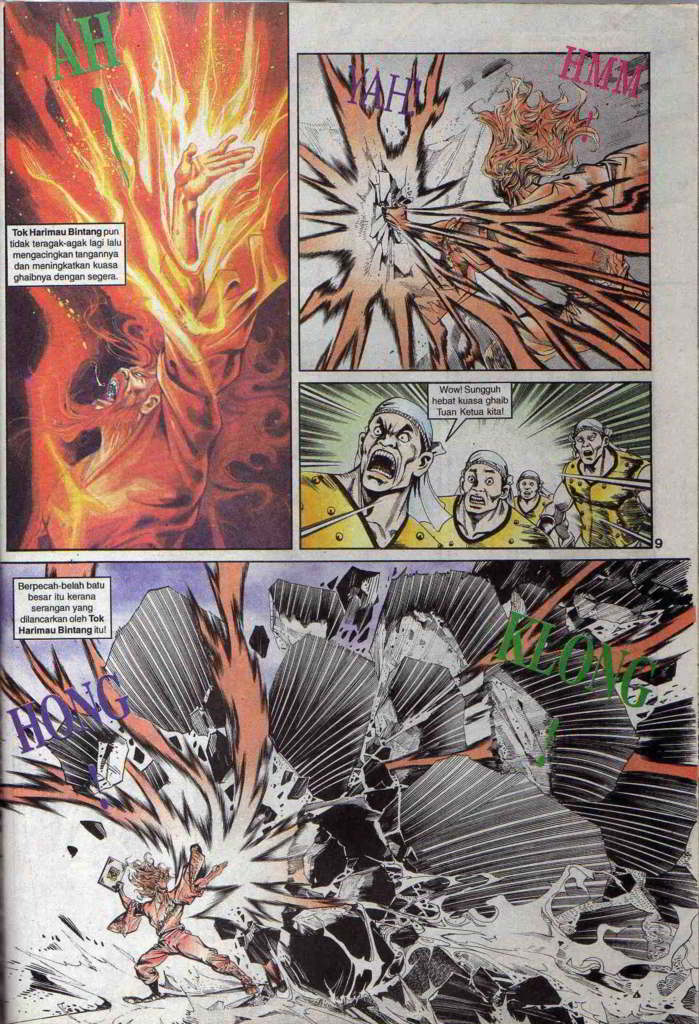 AH
!
Tok Harimau Bintang pun
tidak teragak-agak lagi lalu
mengacingkan tangannya
dan meningkatkan kuasa
ghaibnya dengan segera.
YAH!
HMM
!
Wow! Sungguh
hebat kuasa ghaib
Tuan Ketua kita!
9
Berpecah-belah batu
besar itu kerana
serangan yang
dilancarkan oleh Tok
Harimau Bintang itu!
HONG
!
KLONG
!